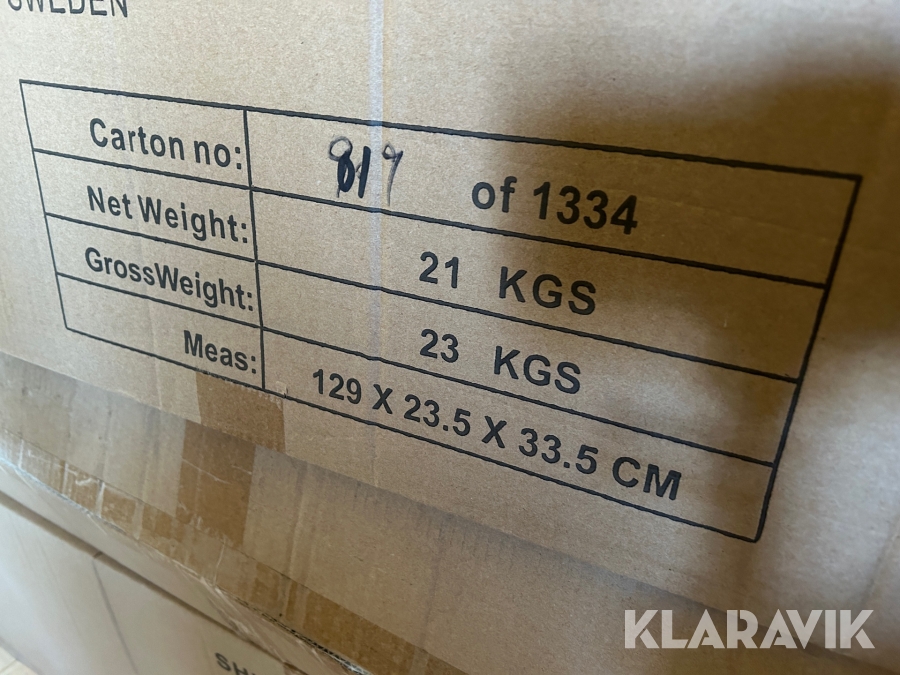 SWEDEN
Carton no: 819 of 1334
Net Weight: 21 KGS
GrossWeight: 23 KGS
Meas: 129 X 23.5 X 33.5 CM
KLARAVIK